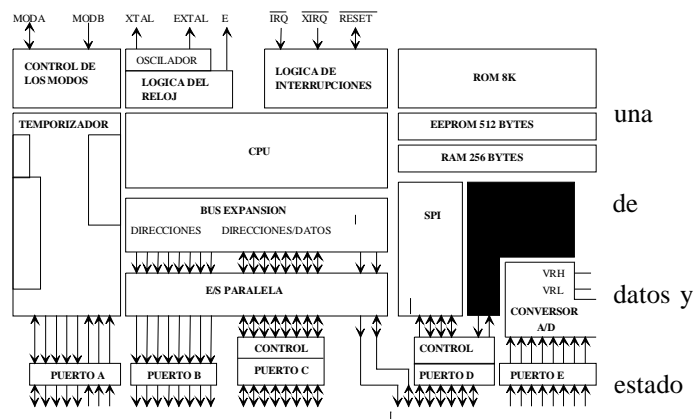 MODA MODB XTAL EXTAL E IRQ XIRQ RESET
CONTROL DE
LOS MODOS
OSCILADOR
LOGICA DEL
RELOJ
LOGICA DE
INTERRUPCIONES
ROM 8K
TEMPORIZADOR
CPU
EEPROM 512 BYTES
RAM 256 BYTES
una
BUS EXPANSION
DIRECCIONES DIRECCIONES/DATOS
SPI
de
E/S PARALELA
VRH
VRL
CONVERSOR
A/D
datos y
CONTROL
CONTROL
PUERTO A
PUERTO B
PUERTO C
PUERTO D
PUERTO E
estado